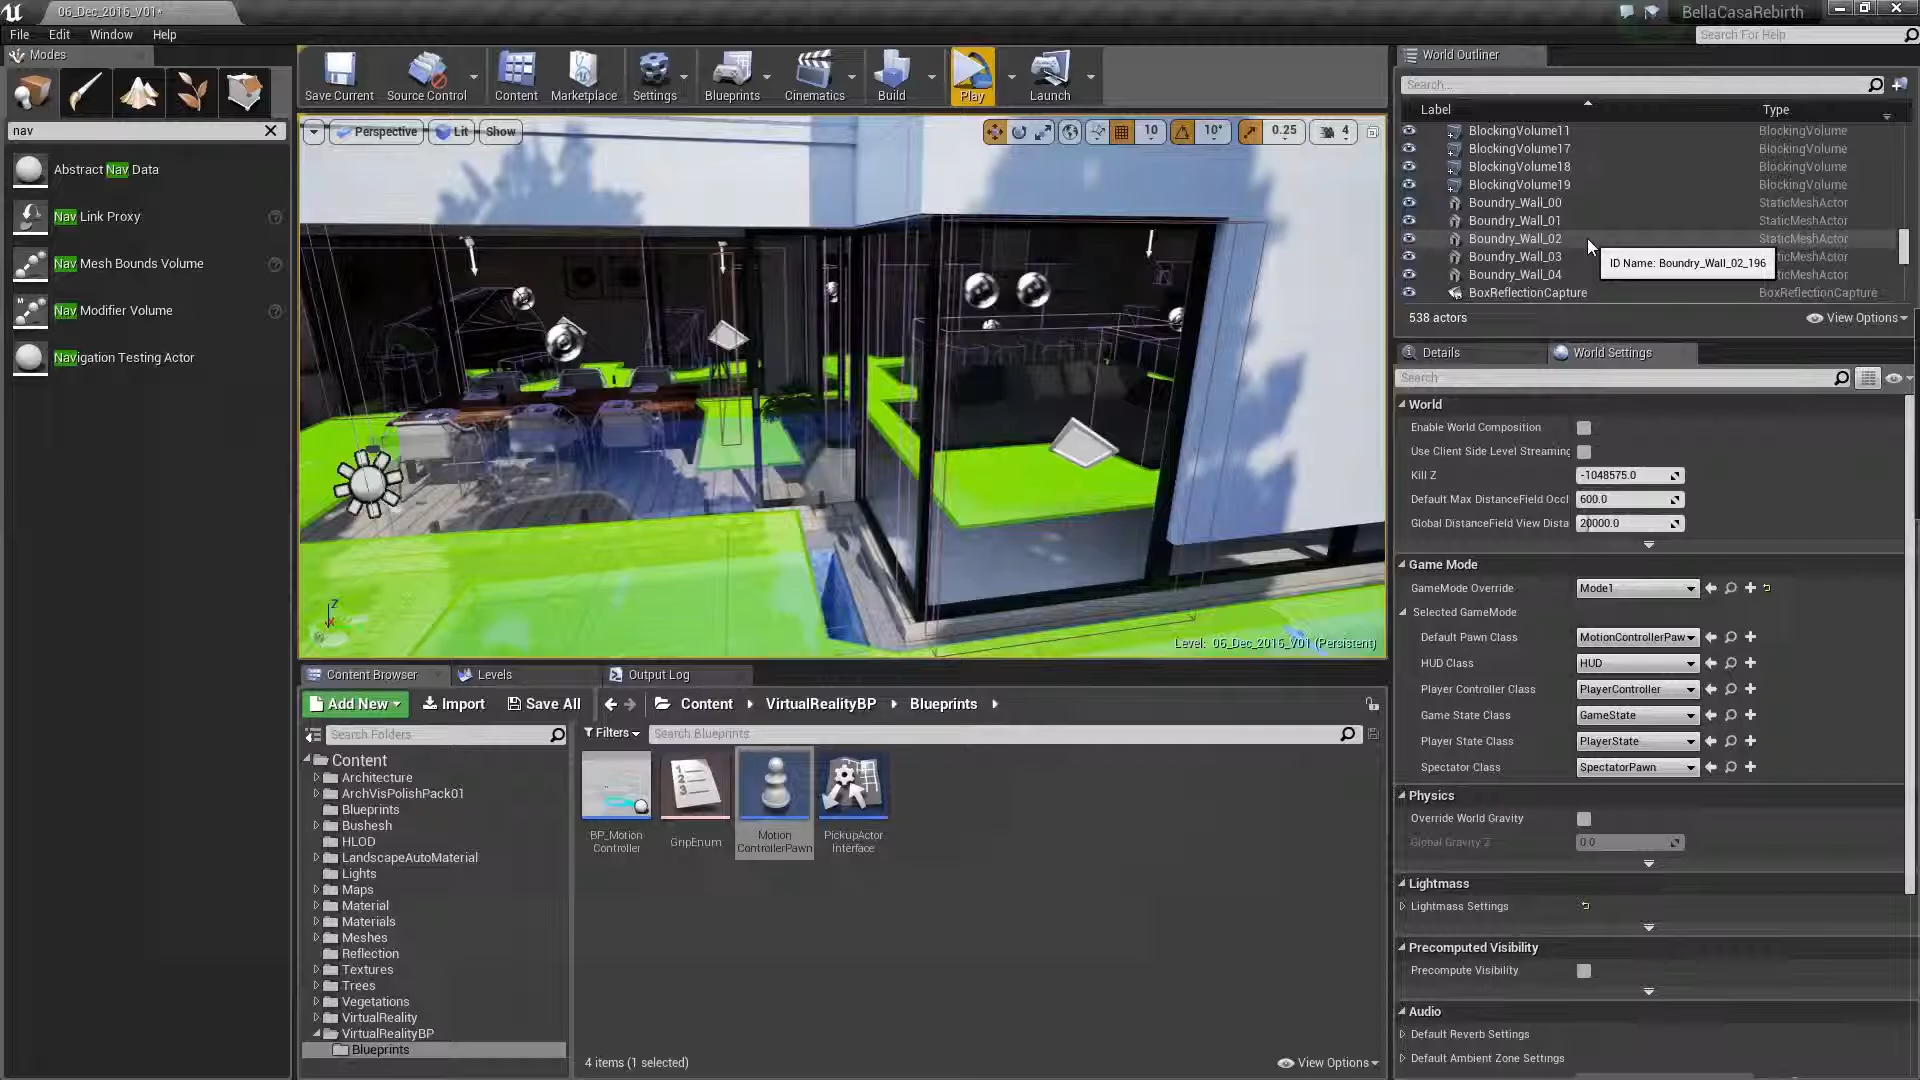 06_Dec_2016_V01*
BellaCasaRebirth
File Edit Window Help
Search For Help
Modes
nav
Abstract Nav Data
Nav Link Proxy
Nav Mesh Bounds Volume
Nav Modifier Volume
Navigation Testing Actor
Save Current Source Control Content Marketplace Settings Blueprints Cinematics Build Play Launch
Perspective Lit Show
10 10° 0.25 4
Level: 06_Dec_2016_V01 (Persistent)
World Outliner
Search...
Label Type
BlockingVolume11 BlockingVolume
BlockingVolume17 BlockingVolume
BlockingVolume18 BlockingVolume
BlockingVolume19 BlockingVolume
Boundry_Wall_00 StaticMeshActor
Boundry_Wall_01 StaticMeshActor
Boundry_Wall_02 StaticMeshActor
Boundry_Wall_03 ticMeshActor
ID Name: Boundry_Wall_02_196
Boundry_Wall_04 ticMeshActor
BoxReflectionCapture BoxReflectionCapture
538 actors View Options
Details World Settings
Search
World
Enable World Composition
Use Client Side Level Streaming
Kill Z -1048575.0
Default Max DistanceField Occl 600.0
Global DistanceField View Dista 20000.0
Game Mode
GameMode Override Mode1
Selected GameMode
Default Pawn Class MotionControllerPaw
HUD Class HUD
Player Controller Class PlayerController
Game State Class GameState
Player State Class PlayerState
Spectator Class SpectatorPawn
Physics
Override World Gravity
Global Gravity Z 0.0
Lightmass
Lightmass Settings
Precomputed Visibility
Precompute Visibility
Audio
Default Reverb Settings
Default Ambient Zone Settings
Content Browser Levels Output Log
Add New Import Save All Content VirtualRealityBP Blueprints
Search Folders
Filters Search Blueprints
Content
Architecture
ArchVisPolishPack01
Blueprints
Bushesh
HLOD
LandscapeAutoMaterial
Lights
Maps
Material
Materials
Meshes
Reflection
Textures
Trees
Vegetations
VirtualReality
VirtualRealityBP
Blueprints
BP_Motion
Controller
GripEnum
Motion
ControllerPawn
PickupActor
Interface
4 items (1 selected) View Options